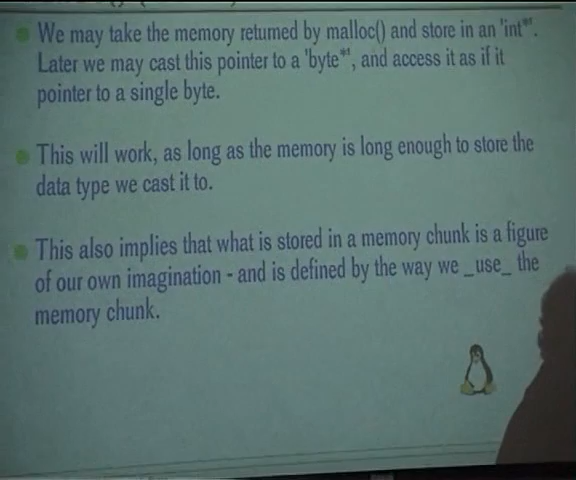 We may take the memory returned by malloc() and store in an 'int*'.
Later we may cast this pointer to a 'byte*', and access it as if it
pointer to a single byte.
This will work, as long as the memory is long enough to store the
data type we cast it to.
This also implies that what is stored in a memory chunk is a figure
of our own imagination - and is defined by the way we _use_ the
memory chunk.